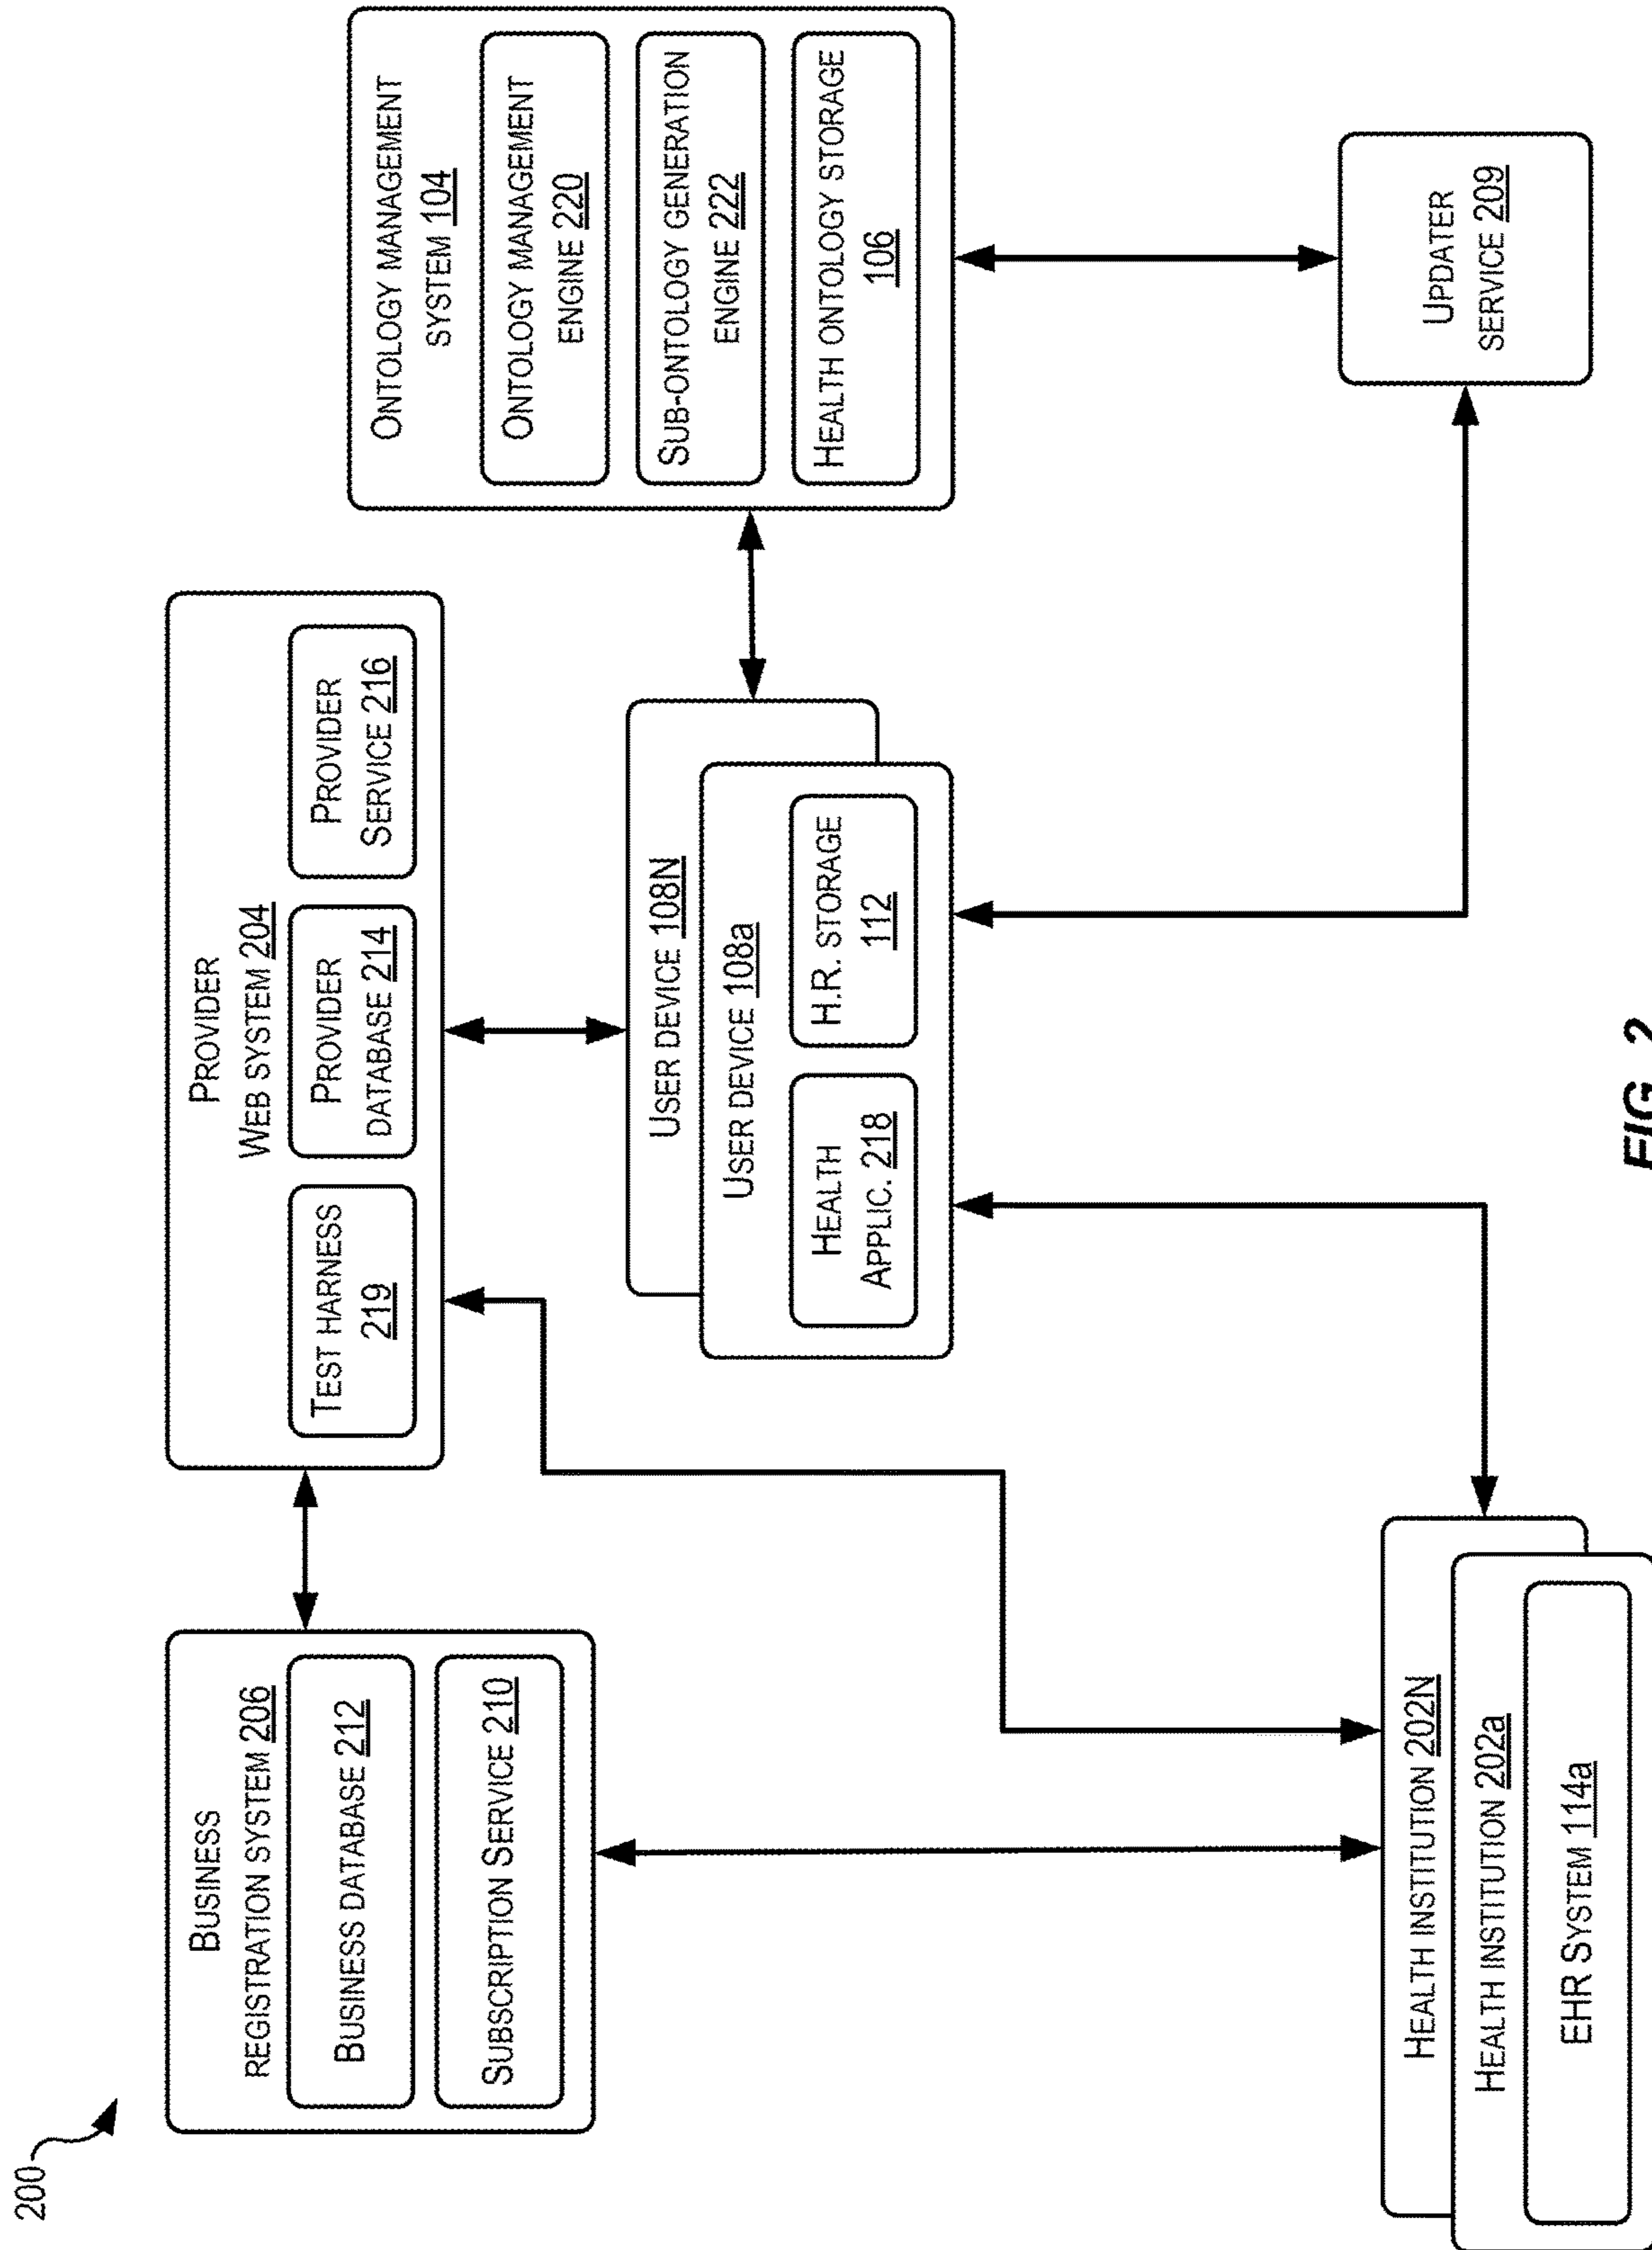 200
BUSINESS
REGISTRATION SYSTEM 206
BUSINESS DATABASE 212
SUBSCRIPTION SERVICE 210
PROVIDER
WEB SYSTEM 204
TEST HARNESS
219
PROVIDER
DATABASE 214
PROVIDER
SERVICE 216
USER DEVICE 108N
USER DEVICE 108a
HEALTH
APPLIC. 218
H.R. STORAGE
112
ONTOLOGY MANAGEMENT
SYSTEM 104
ONTOLOGY MANAGEMENT
ENGINE 220
SUB-ONTOLOGY GENERATION
ENGINE 222
HEALTH ONTOLOGY STORAGE
106
HEALTH INSTITUTION 202N
HEALTH INSTITUTION 202a
EHR SYSTEM 114a
UPDATER
SERVICE 209
FIG. 2